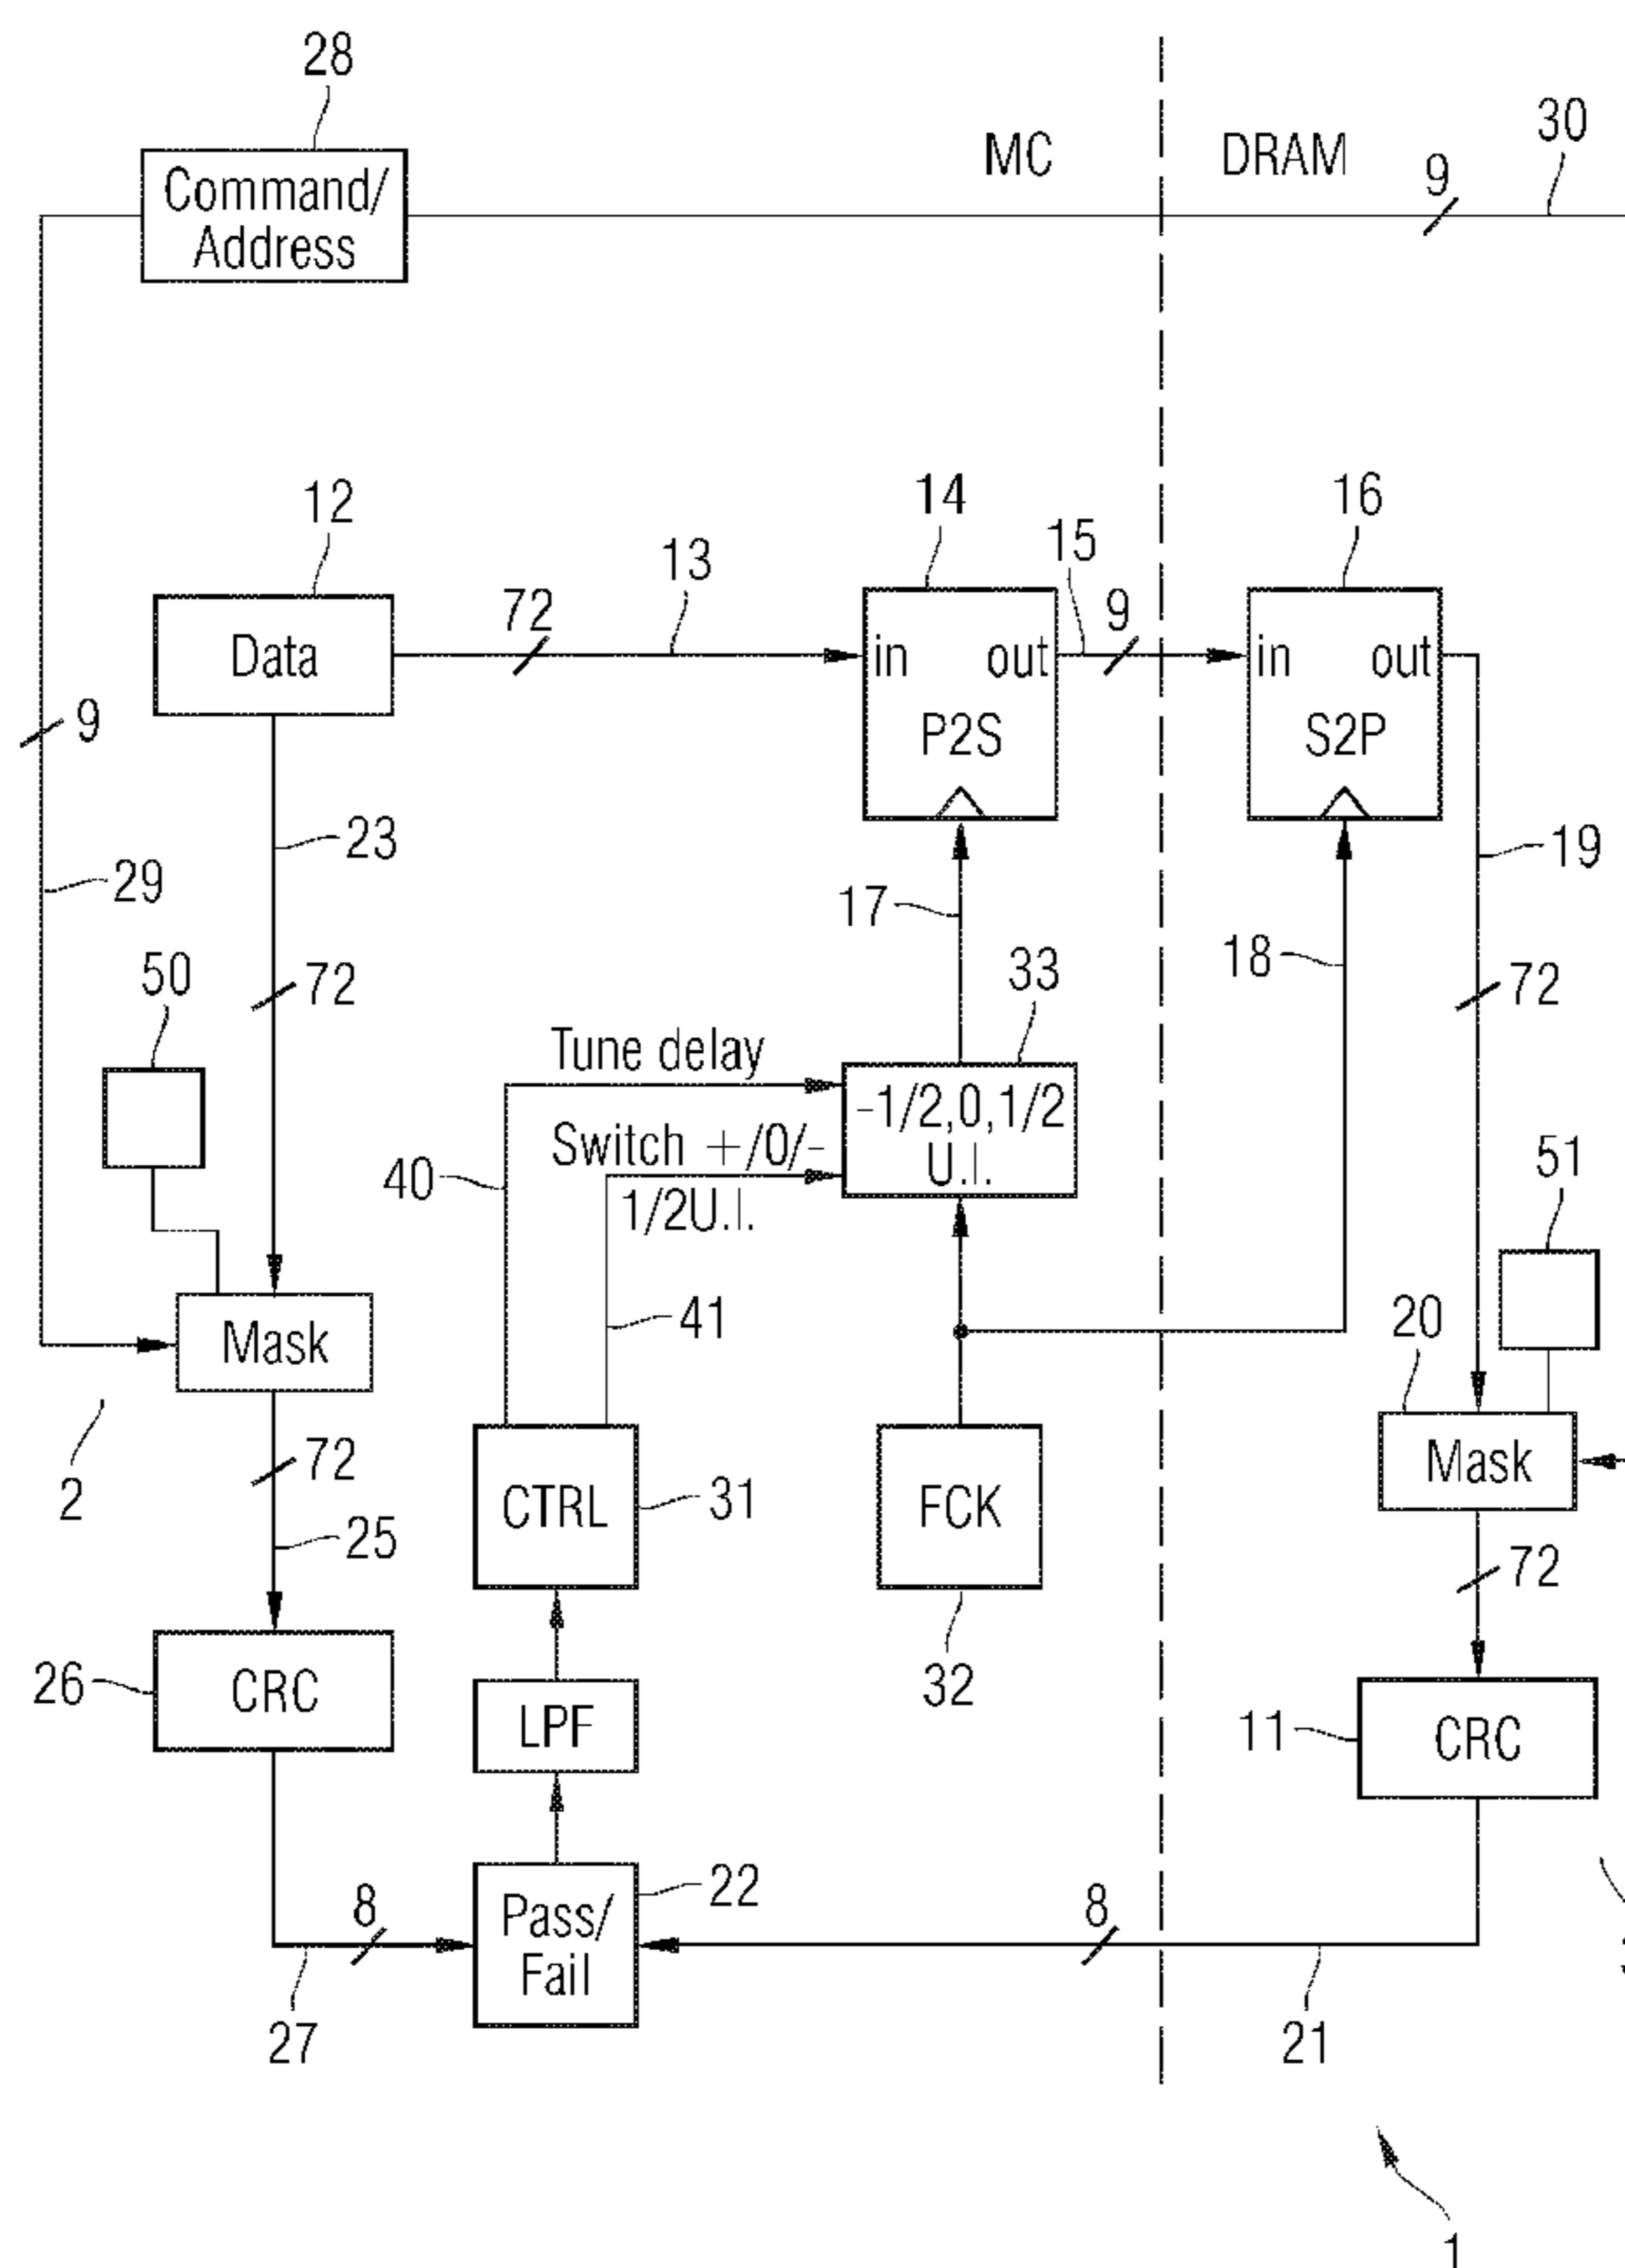 28
Command/
Address
MC
DRAM
9
30
12
Data
72
13
14
in
out
P2S
15
9
16
in
out
S2P
9
29
23
72
50
17
33
18
19
72
Tune delay
-1/2,0,1/2
U.I.
Switch +/0/-
1/2U.I.
40
41
51
20
Mask
Mask
2
72
25
CTRL
31
FCK
32
72
26
CRC
LPF
11
CRC
Pass/
Fail
22
8
27
8
21
1